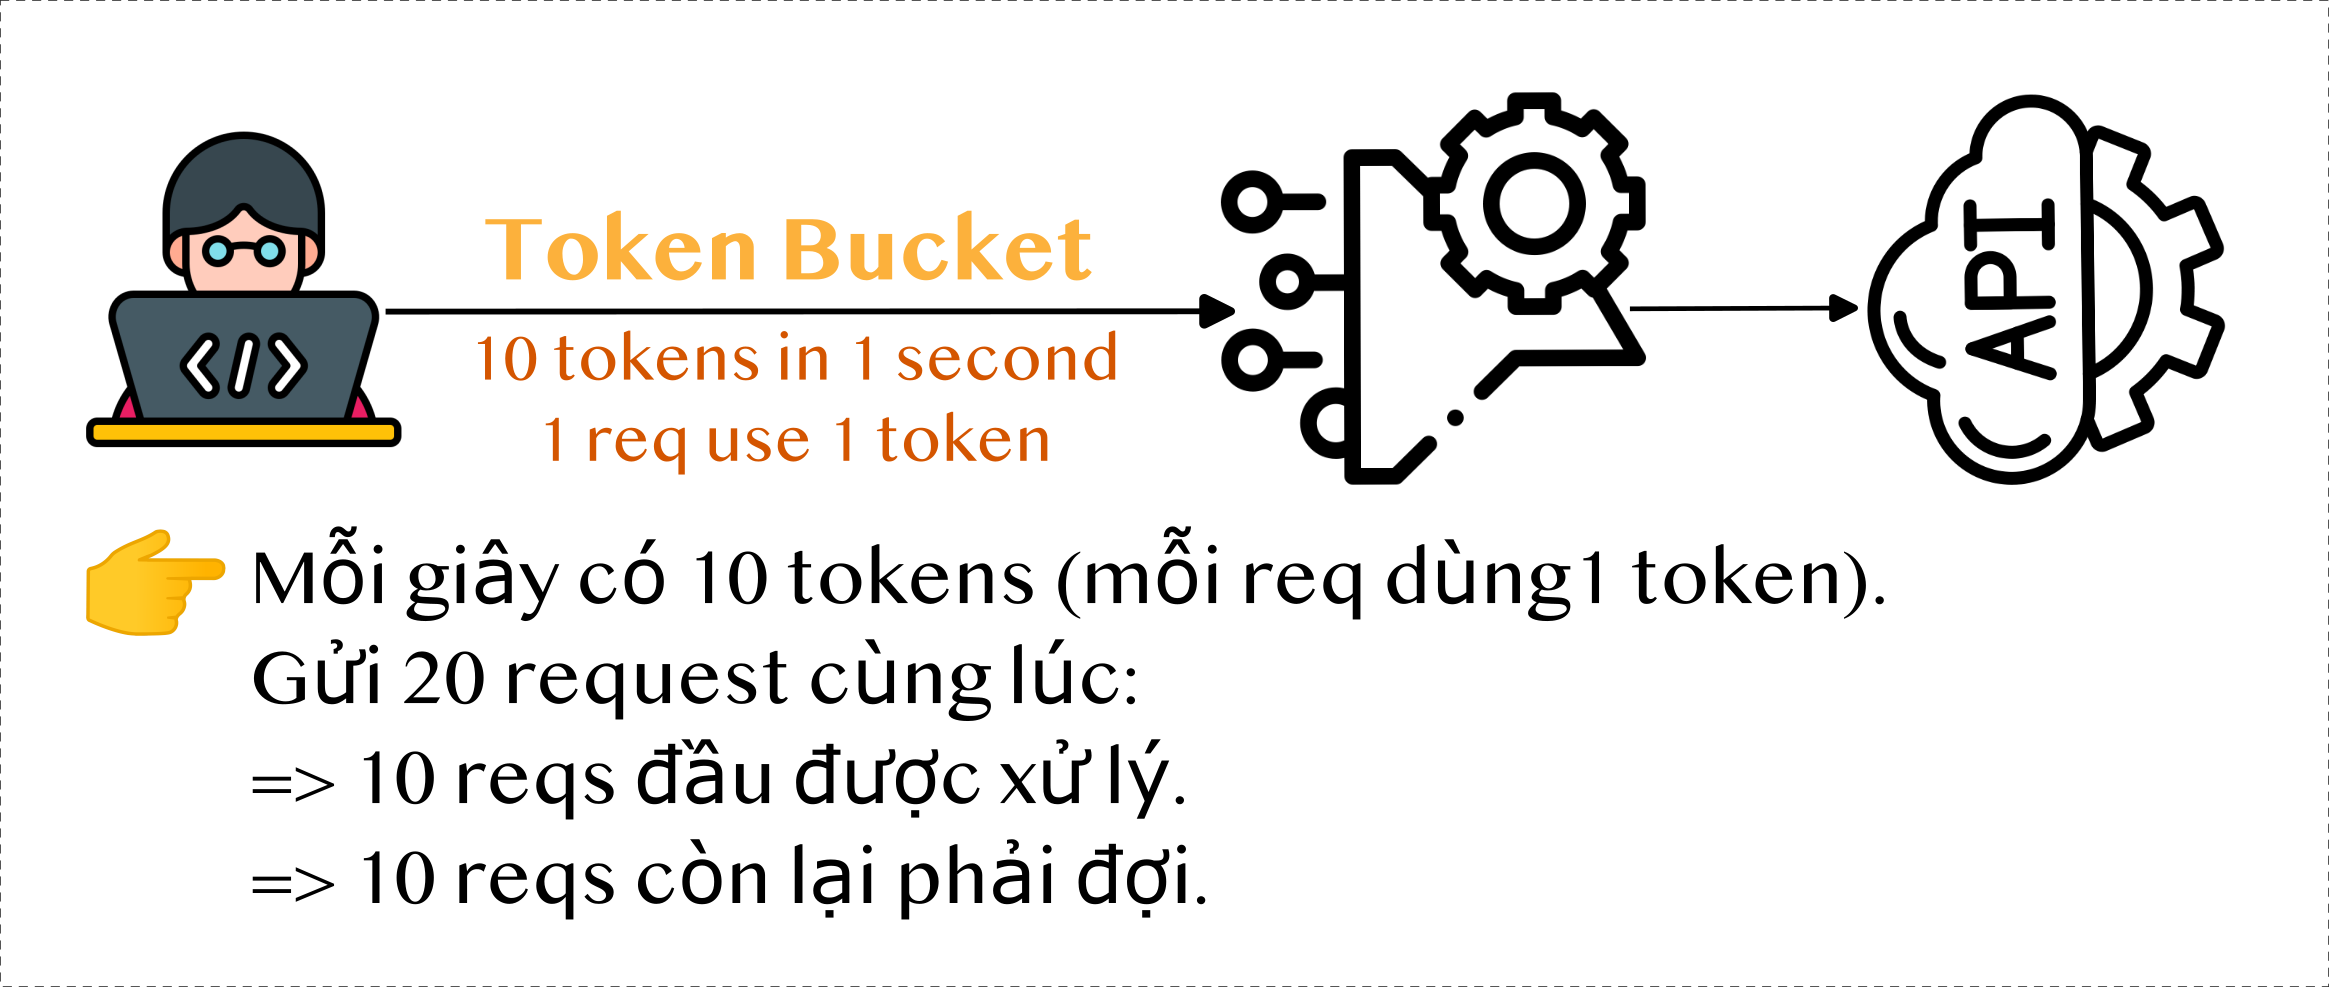 Token Bucket
10 tokens in 1 second
1 req use 1 token
</>
API
Mỗi giây có 10 tokens (mỗi req dùng1 token).
Gửi 20 request cùng lúc:
=> 10 reqs đầu được xử lý.
=> 10 reqs còn lại phải đợi.